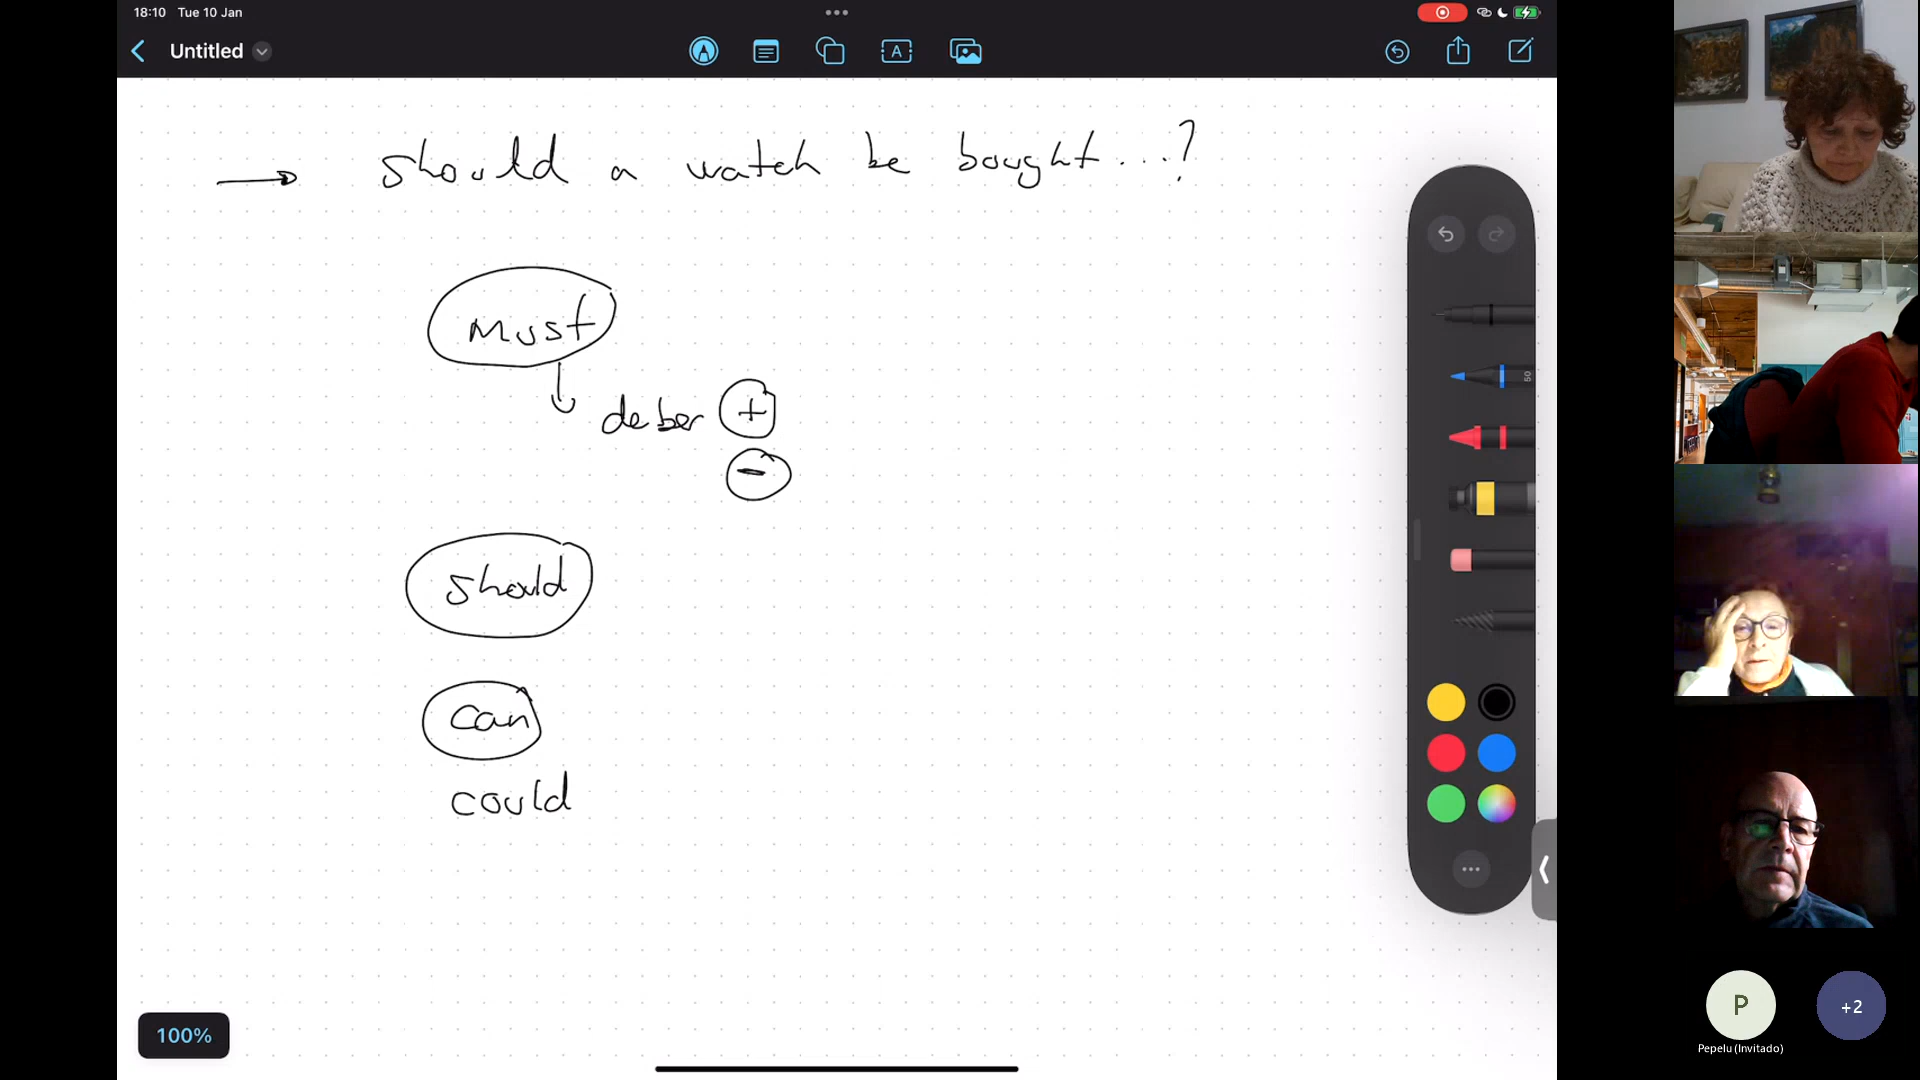 18:10 Tue 10 Jan
Untitled
A
→ should a watch be bought...?
Must
deber +
-
50
should
can
could
100%
P
+2
Pepelu (Invitado)